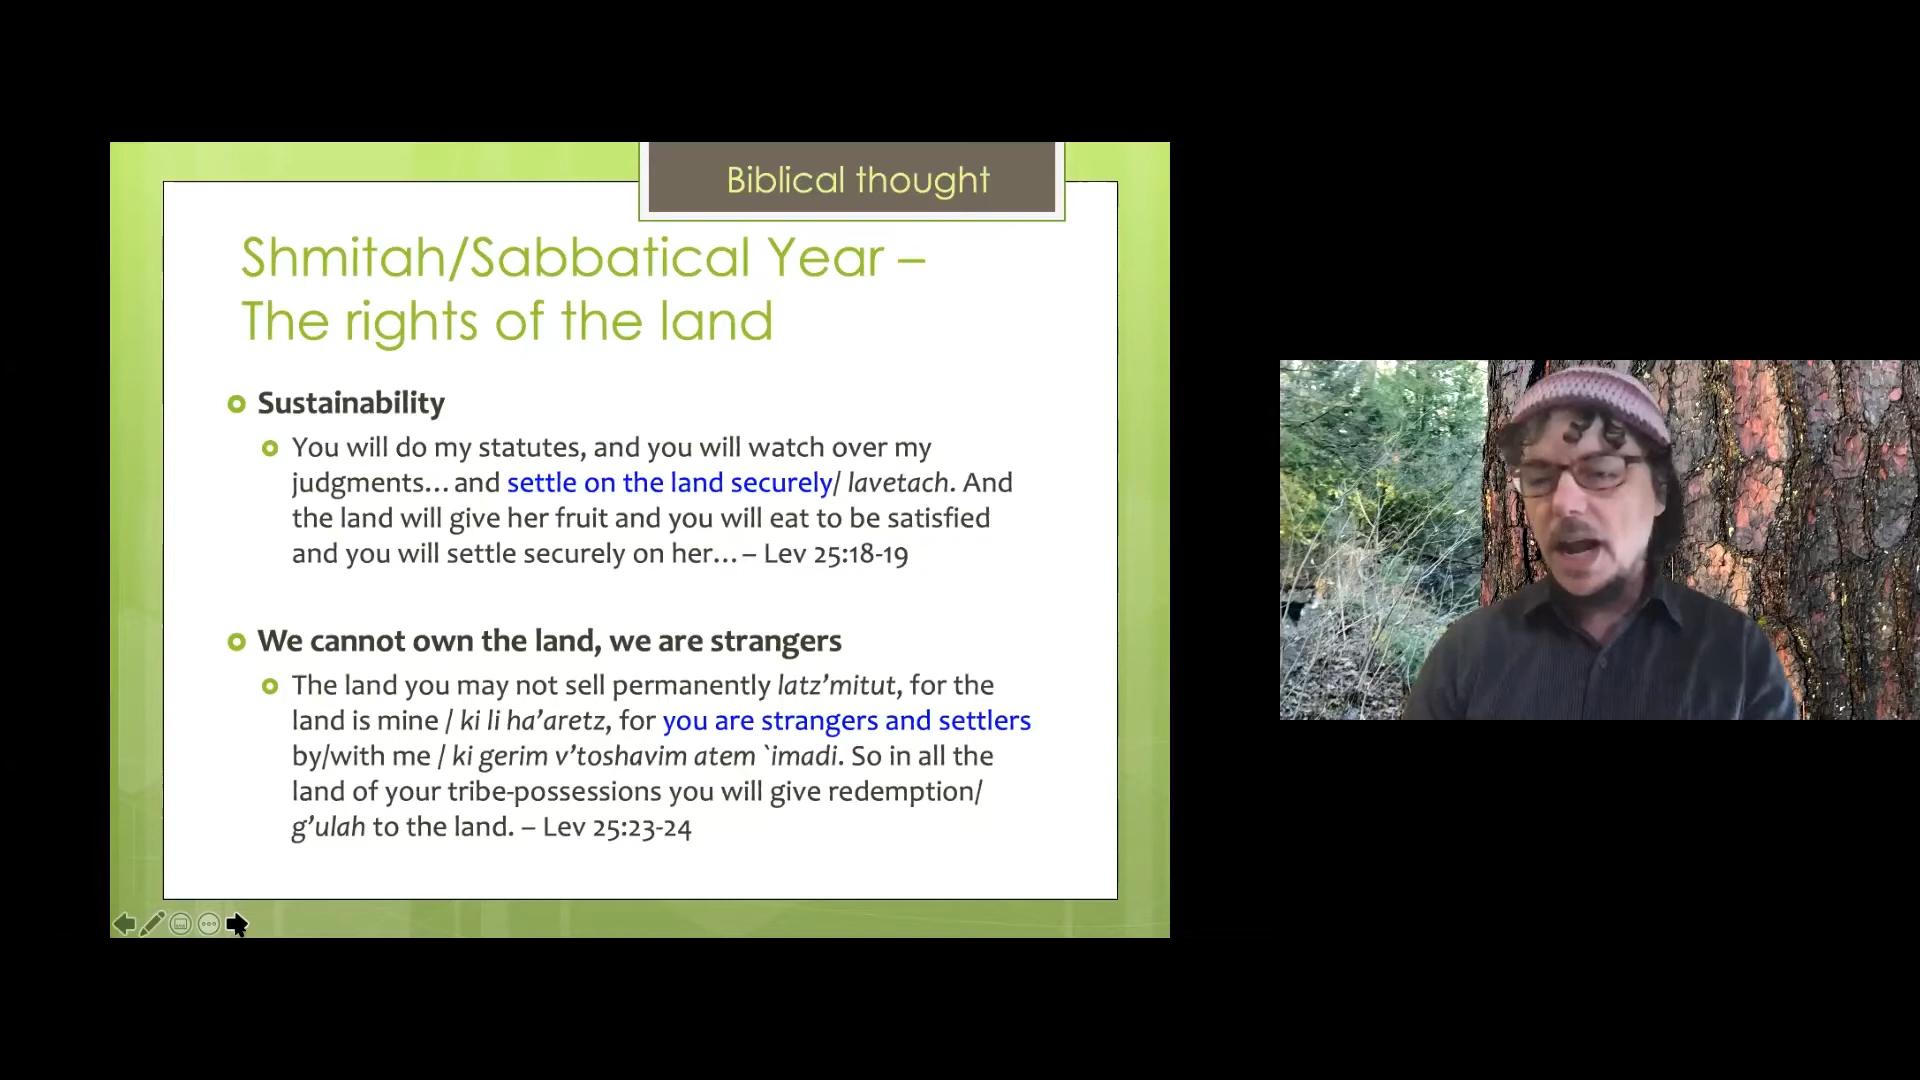 Biblical thought
Shmitah/Sabbatical Year –
The rights of the land
Sustainability
You will do my statutes, and you will watch over my
judgments…and settle on the land securely/ lavetach. And
the land will give her fruit and you will eat to be satisfied
and you will settle securely on her…– Lev 25:18-19
We cannot own the land, we are strangers
The land you may not sell permanently latz’mitut, for the
land is mine / ki li ha’aretz, for you are strangers and settlers
by/with me / ki gerim v’toshavim atem `imadi. So in all the
land of your tribe-possessions you will give redemption/
g’ulah to the land. – Lev 25:23-24